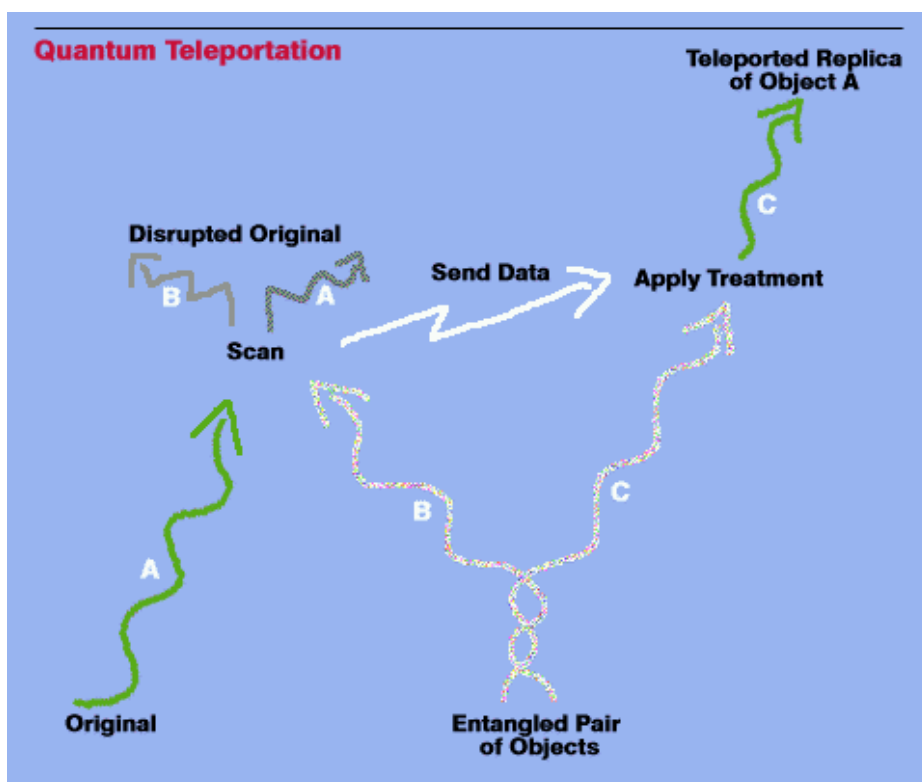 Quantum Teleportation
Teleported Replica
of Object A
C
Disrupted Original
B
A
Send Data
Apply Treatment
Scan
B
C
A
Original
Entangled Pair
of Objects